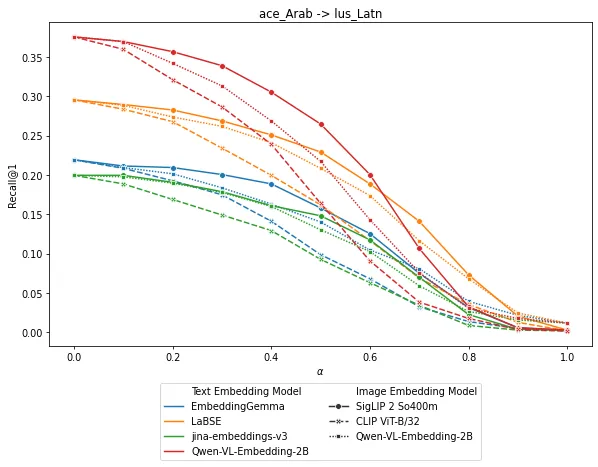 ace_Arab -> lus_Latn
Recall@1
0.35
0.30
0.25
0.20
0.15
0.10
0.05
0.00
0.0 0.2 0.4 0.6 0.8 1.0
α
Text Embedding Model
EmbeddingGemma
LaBSE
jina-embeddings-v3
Qwen-VL-Embedding-2B
Image Embedding Model
SigLIP 2 So400m
CLIP ViT-B/32
Qwen-VL-Embedding-2B